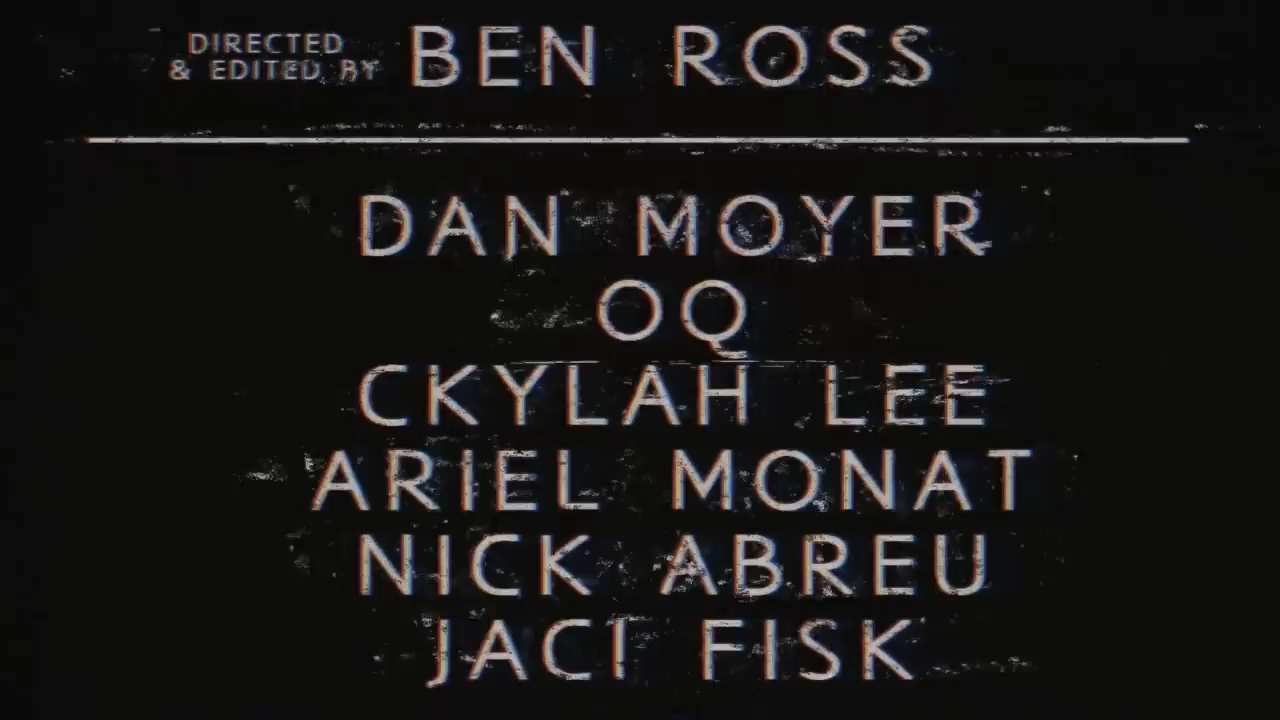 DIRECTED
& EDITED BY BEN ROSS
DAN MOYER
OQ
CKYLAH LEE
ARIEL MONAT
NICK ABREU
JACI FISK